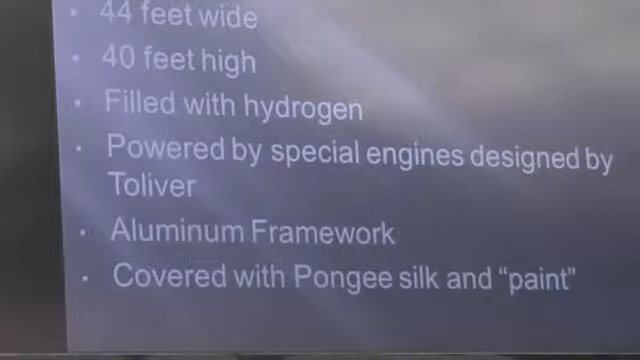 • 44 feet wide
• 40 feet high
• Filled with hydrogen
• Powered by special engines designed by
Toliver
• Aluminum Framework
• Covered with Pongee silk and “paint”